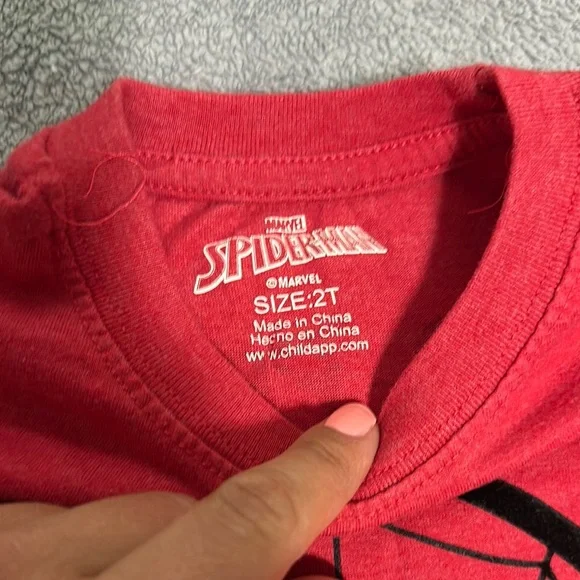 MARVEL
SPIDER-MAN
©MARVEL
SIZE:2T
Made in China
Hecho en China
www.childapp.com